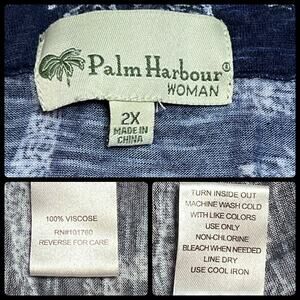 Palm Harbour®
WOMAN
2X
MADE IN
CHINA
100% VISCOSE
RN#101760
REVERSE FOR CARE
TURN INSIDE OUT
MACHINE WASH COLD
WITH LIKE COLORS
USE ONLY
NON-CHLORINE
BLEACH WHEN NEEDED
LINE DRY
USE COOL IRON